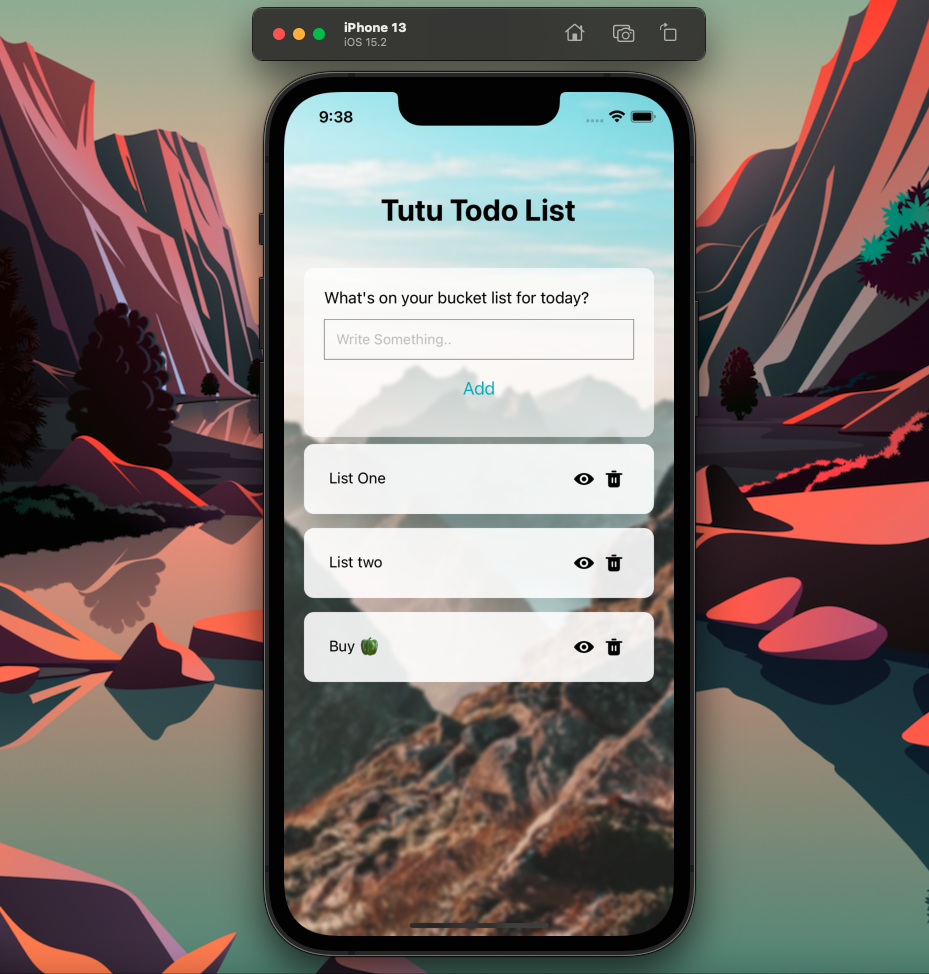 iPhone 13
iOS 15.2
9:38
Tutu Todo List
What's on your bucket list for today?
Write Something..
Add
List One
List two
Buy 🫑